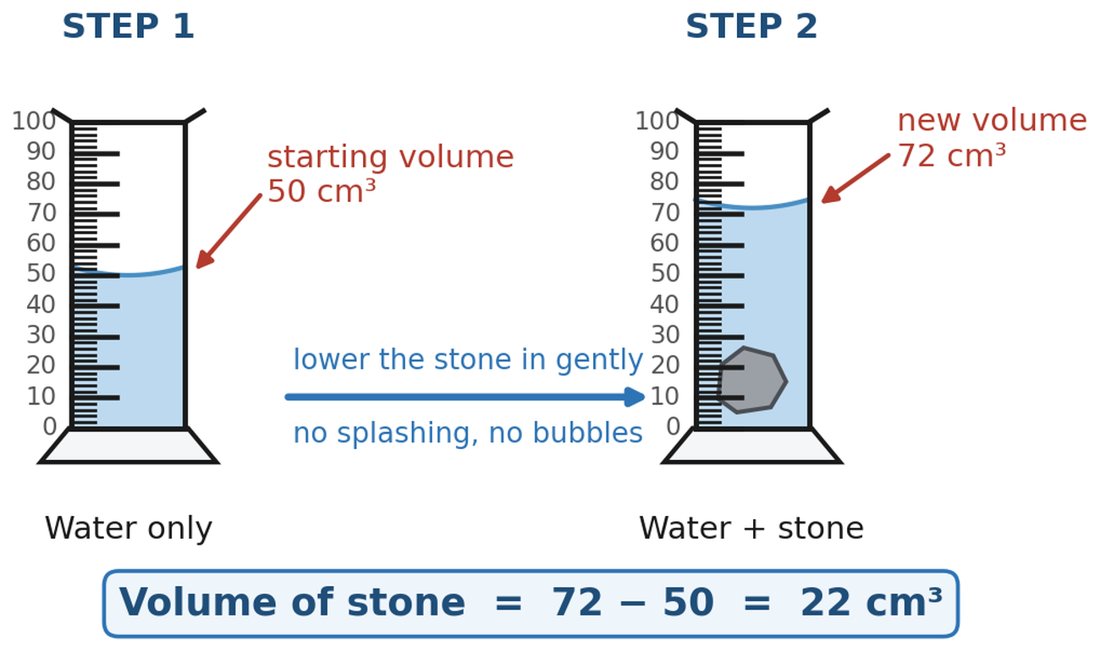 STEP 1
STEP 2
100
90
80
70
60
50
40
30
20
10
0
starting volume
50 cm³
lower the stone in gently
no splashing, no bubbles
100
90
80
70
60
50
40
30
20
10
0
new volume
72 cm³
Water only
Water + stone
Volume of stone = 72 − 50 = 22 cm³